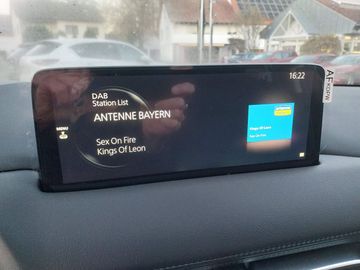 16:22
DAB
Station List
ANTENNE BAYERN
MENU
Sex On Fire
Kings Of Leon
Kings Of Leon
Sex On Fire